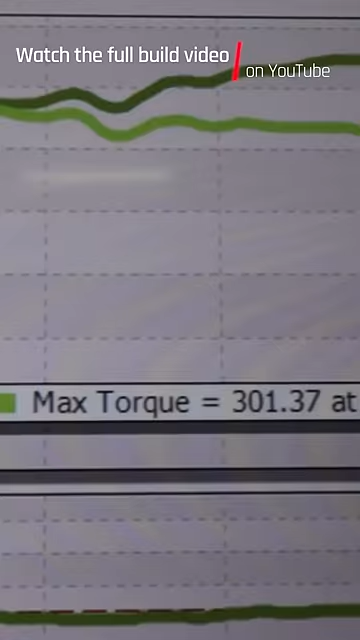 Watch the full build video
on YouTube
Max Torque = 301.37 at